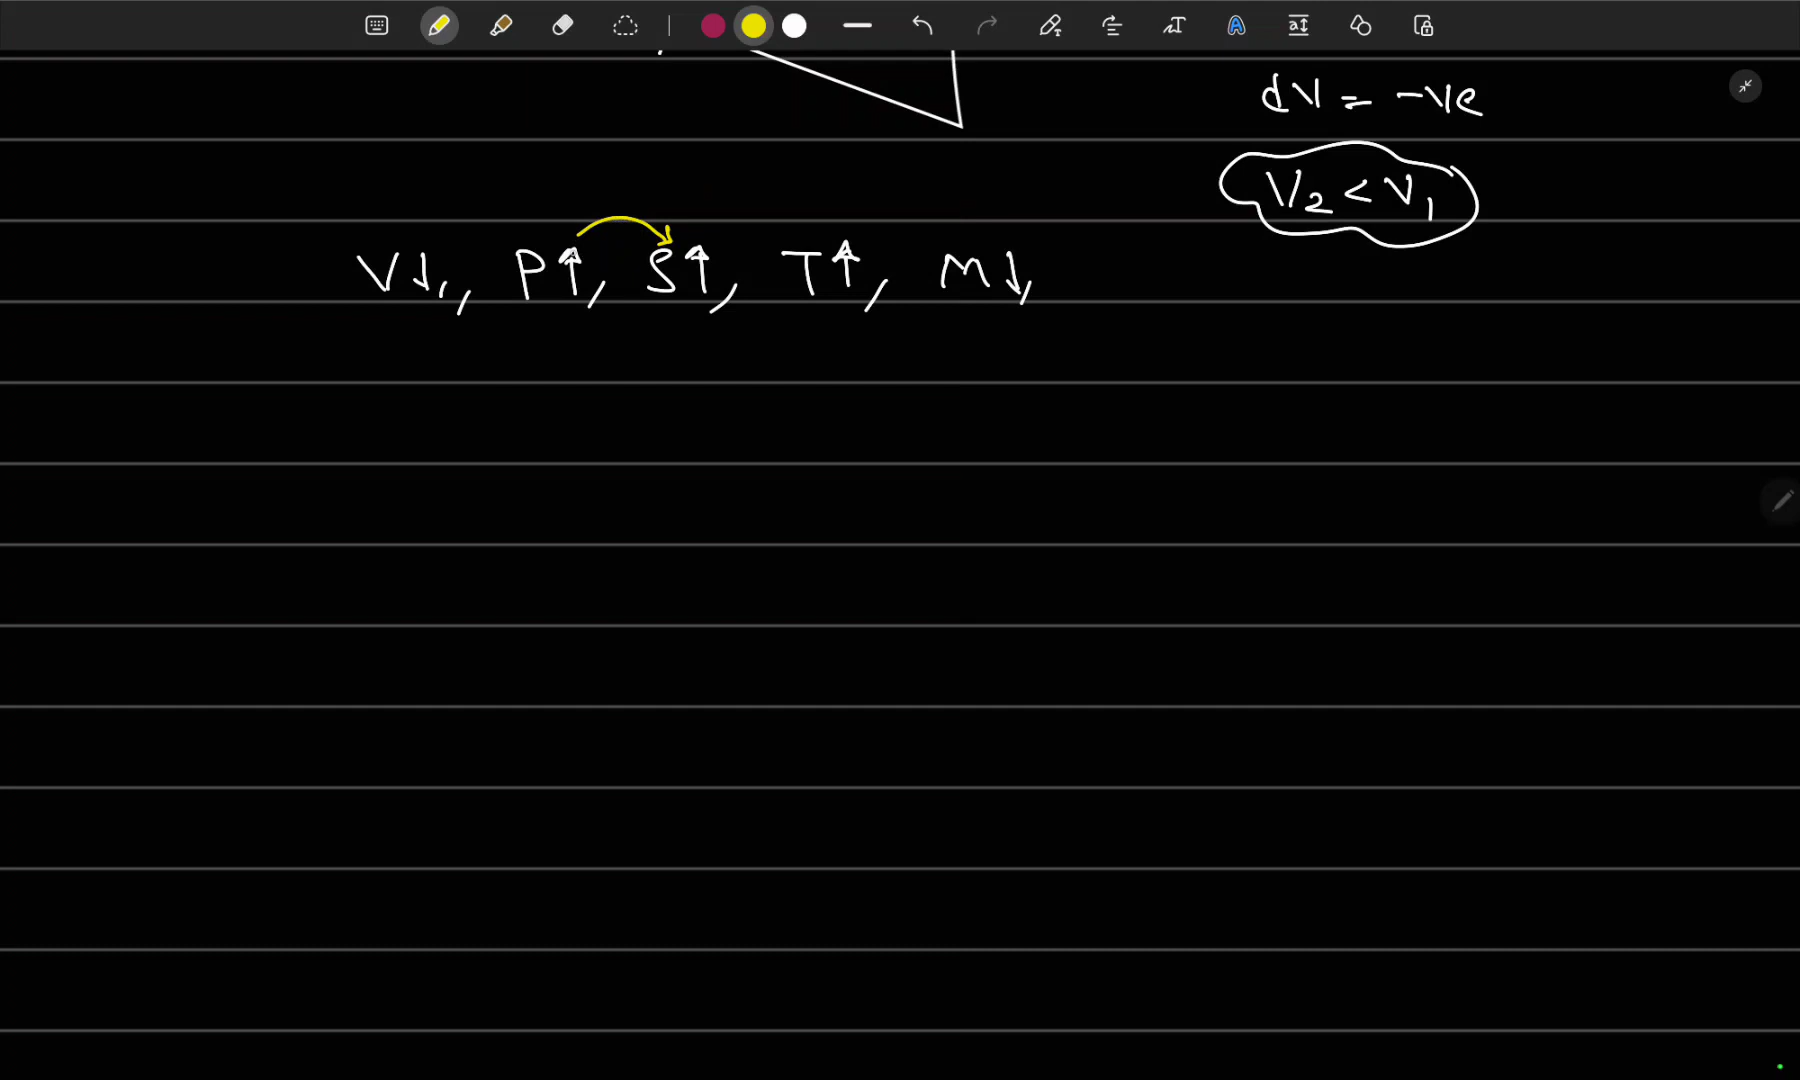 dV = -ve
V₂ < V₁
V↓, P↑, S↑, T↑, M↓,